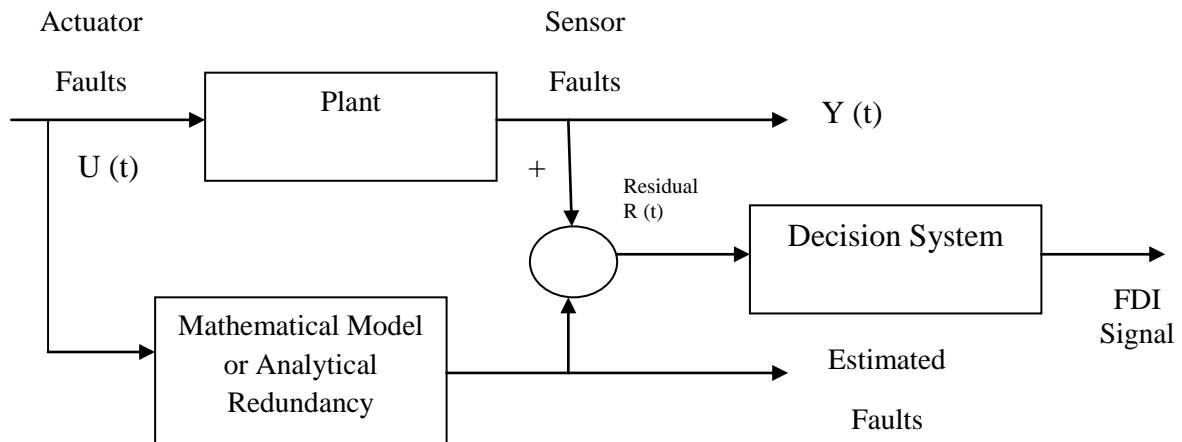 Actuator
Faults
Sensor
Faults
Plant
Y (t)
U (t)
+
Residual
R (t)
Decision System
FDI
Signal
Mathematical Model
or Analytical
Redundancy
Estimated
Faults